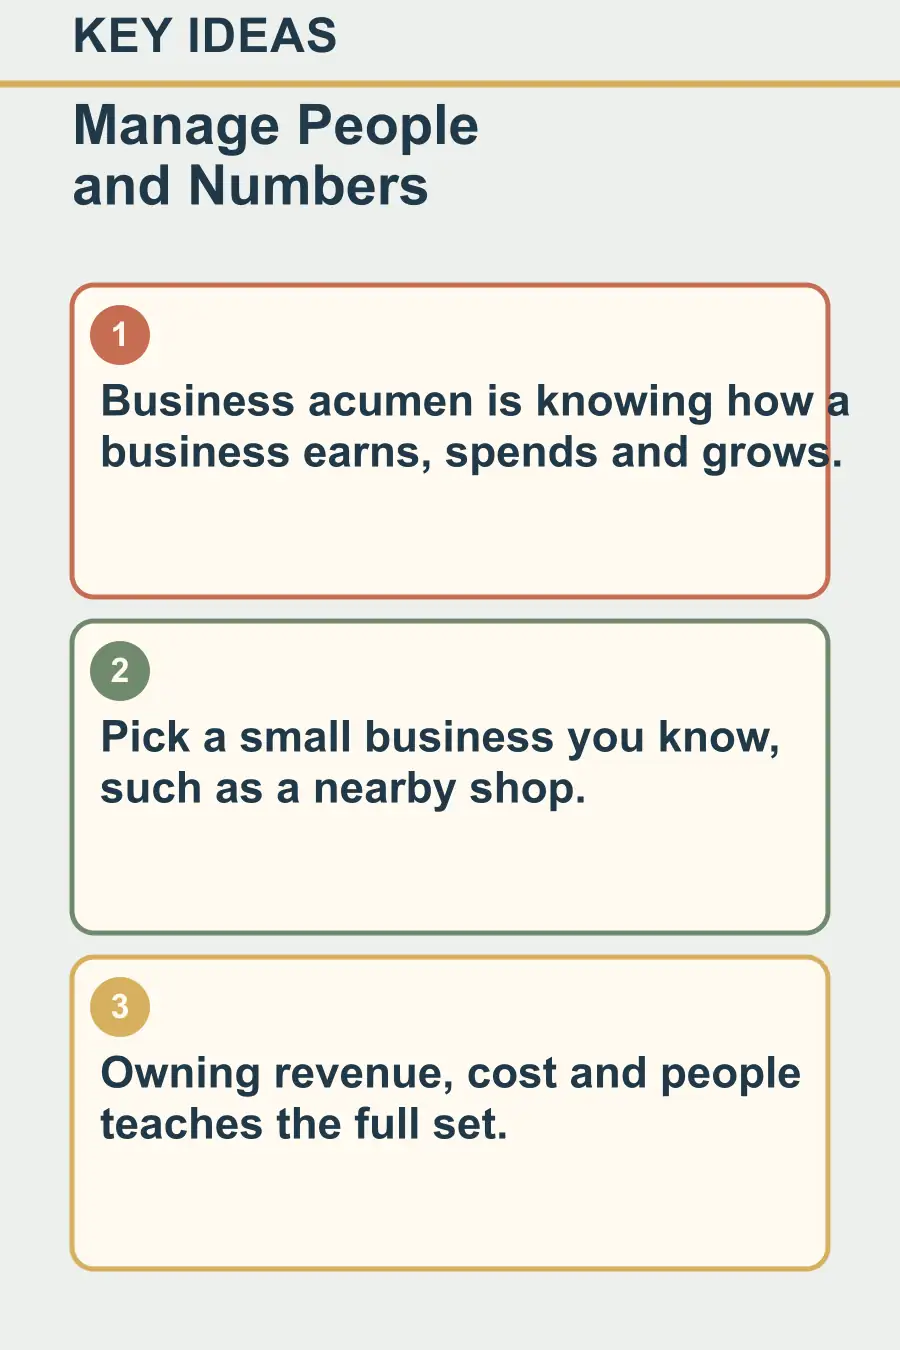 KEY IDEAS
Manage People
and Numbers
1
Business acumen is knowing how a
business earns, spends and grows.
2
Pick a small business you know,
such as a nearby shop.
3
Owning revenue, cost and people
teaches the full set.